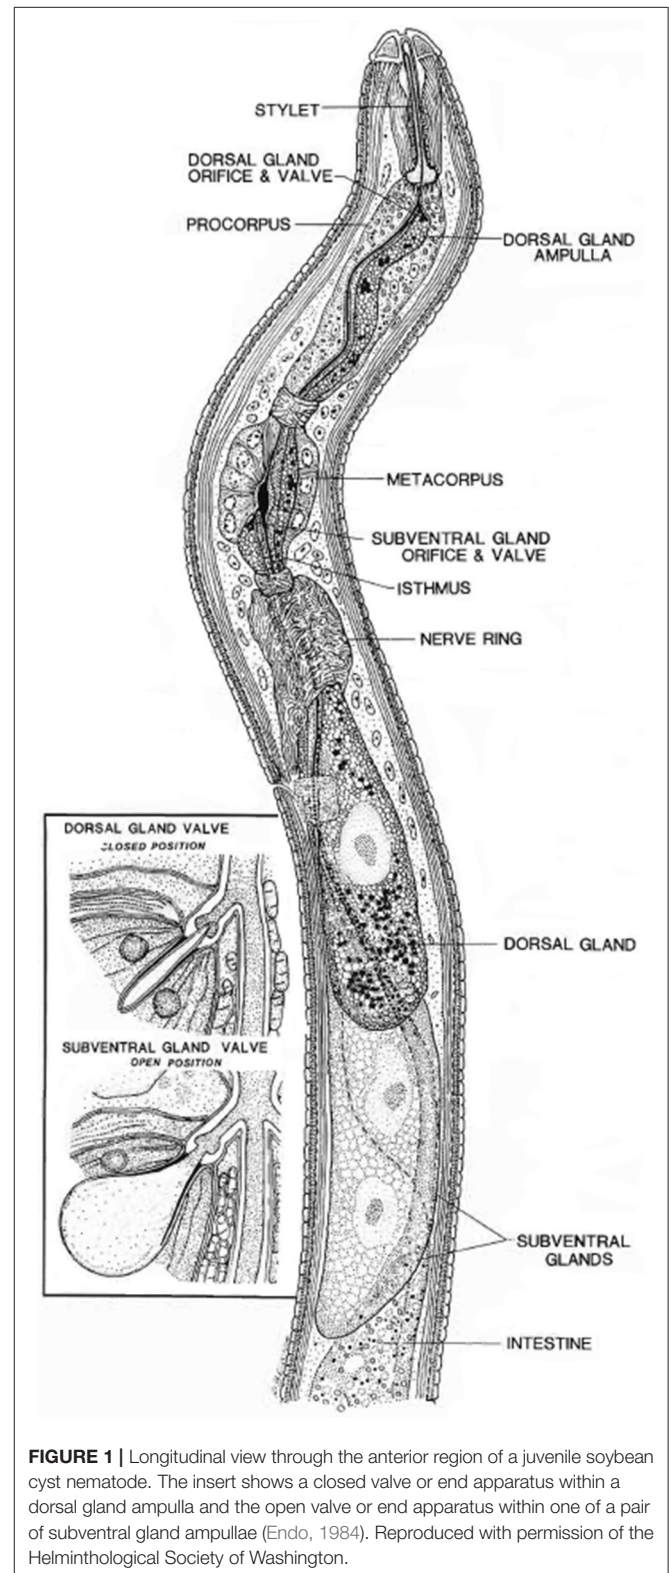 STYLET
DORSAL GLAND
ORIFICE & VALVE
PROCORPUS
DORSAL GLAND
AMPULLA
METACORPUS
SUBVENTRAL GLAND
ORIFICE & VALVE
ISTHMUS
NERVE RING
DORSAL GLAND VALVE
CLOSED POSITION
DORSAL GLAND
SUBVENTRAL GLAND VALVE
OPEN POSITION
SUBVENTRAL
GLANDS
INTESTINE
FIGURE 1 | Longitudinal view through the anterior region of a juvenile soybean
cyst nematode. The insert shows a closed valve or end apparatus within a
dorsal gland ampulla and the open valve or end apparatus within one of a pair
of subventral gland ampullae (Endo, 1984). Reproduced with permission of the
Helminthological Society of Washington.